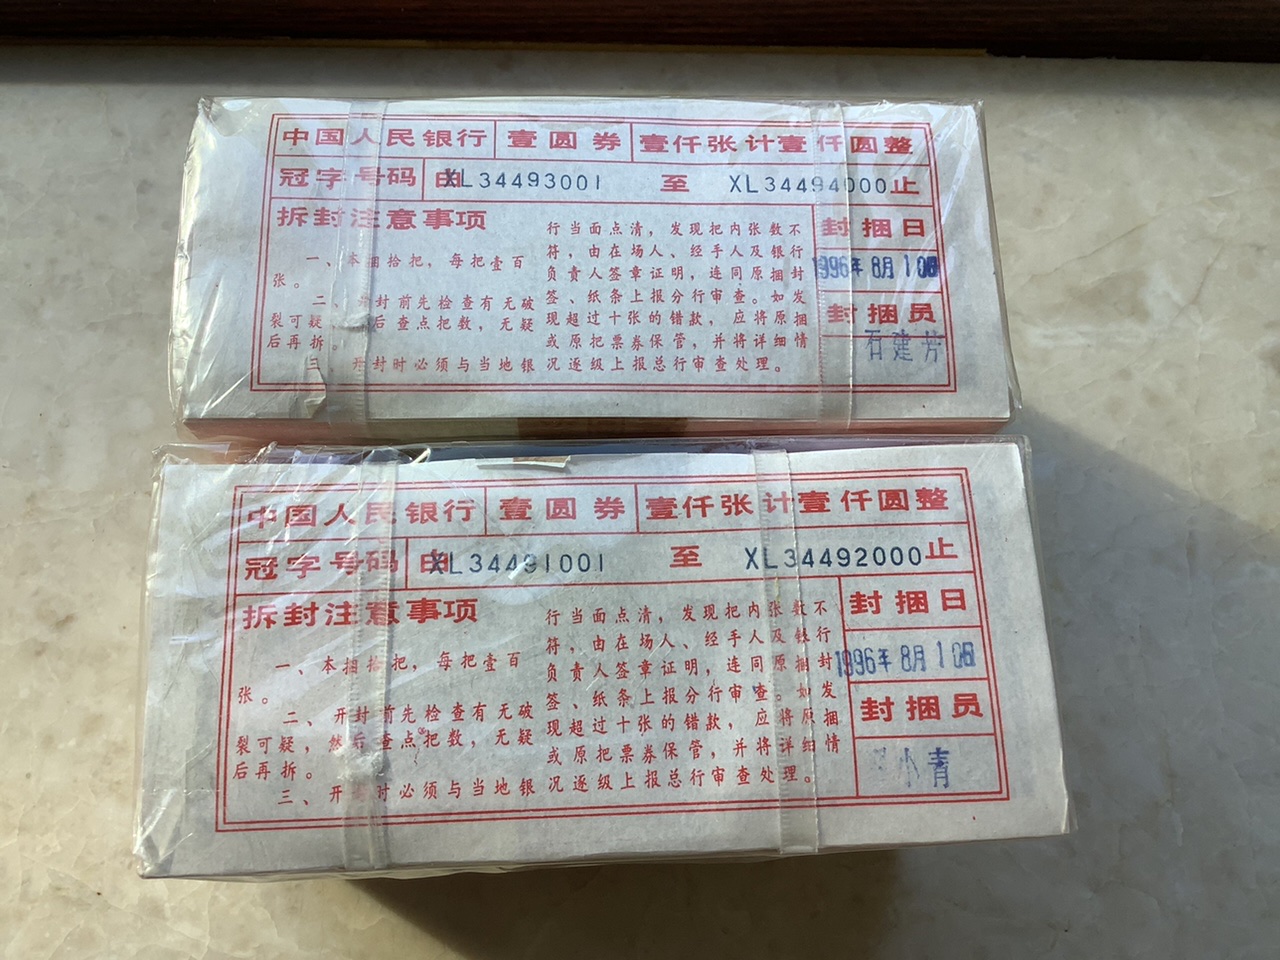 中国人民银行 壹圆券 壹仟张计壹仟圆整
冠字号码 由XL34493001 至 XL34494000止
拆封注意事项
一、本捆拾把，每把壹百
张。
二、开封前先检查有无破
裂可疑，然后查点把数，无疑
后再拆。
三、开封时必须与当地银
行当面点清，发现把内张数不
符，由在场人、经手人及银行
负责人签章证明，连同原捆封
签、纸条上报分行审查。如发
现超过十张的错款，应将原捆
或原把票券保管，并将详细情
况逐级上报总行审查处理。
封捆日
1996年8月10日
封捆员
石建芳
中国人民银行 壹圆券 壹仟张计壹仟圆整
冠字号码 由XL34491001 至 XL34492000止
拆封注意事项
一、本捆拾把，每把壹百
张。
二、开封前先检查有无破
裂可疑，然后查点把数，无疑
后再拆。
三、开封时必须与当地银
行当面点清，发现把内张数不
符，由在场人、经手人及银行
负责人签章证明，连同原捆封
签、纸条上报分行审查。如发
现超过十张的错款，应将原捆
或原把票券保管，并将详细情
况逐级上报总行审查处理。
封捆日
1996年8月10日
封捆员
小青